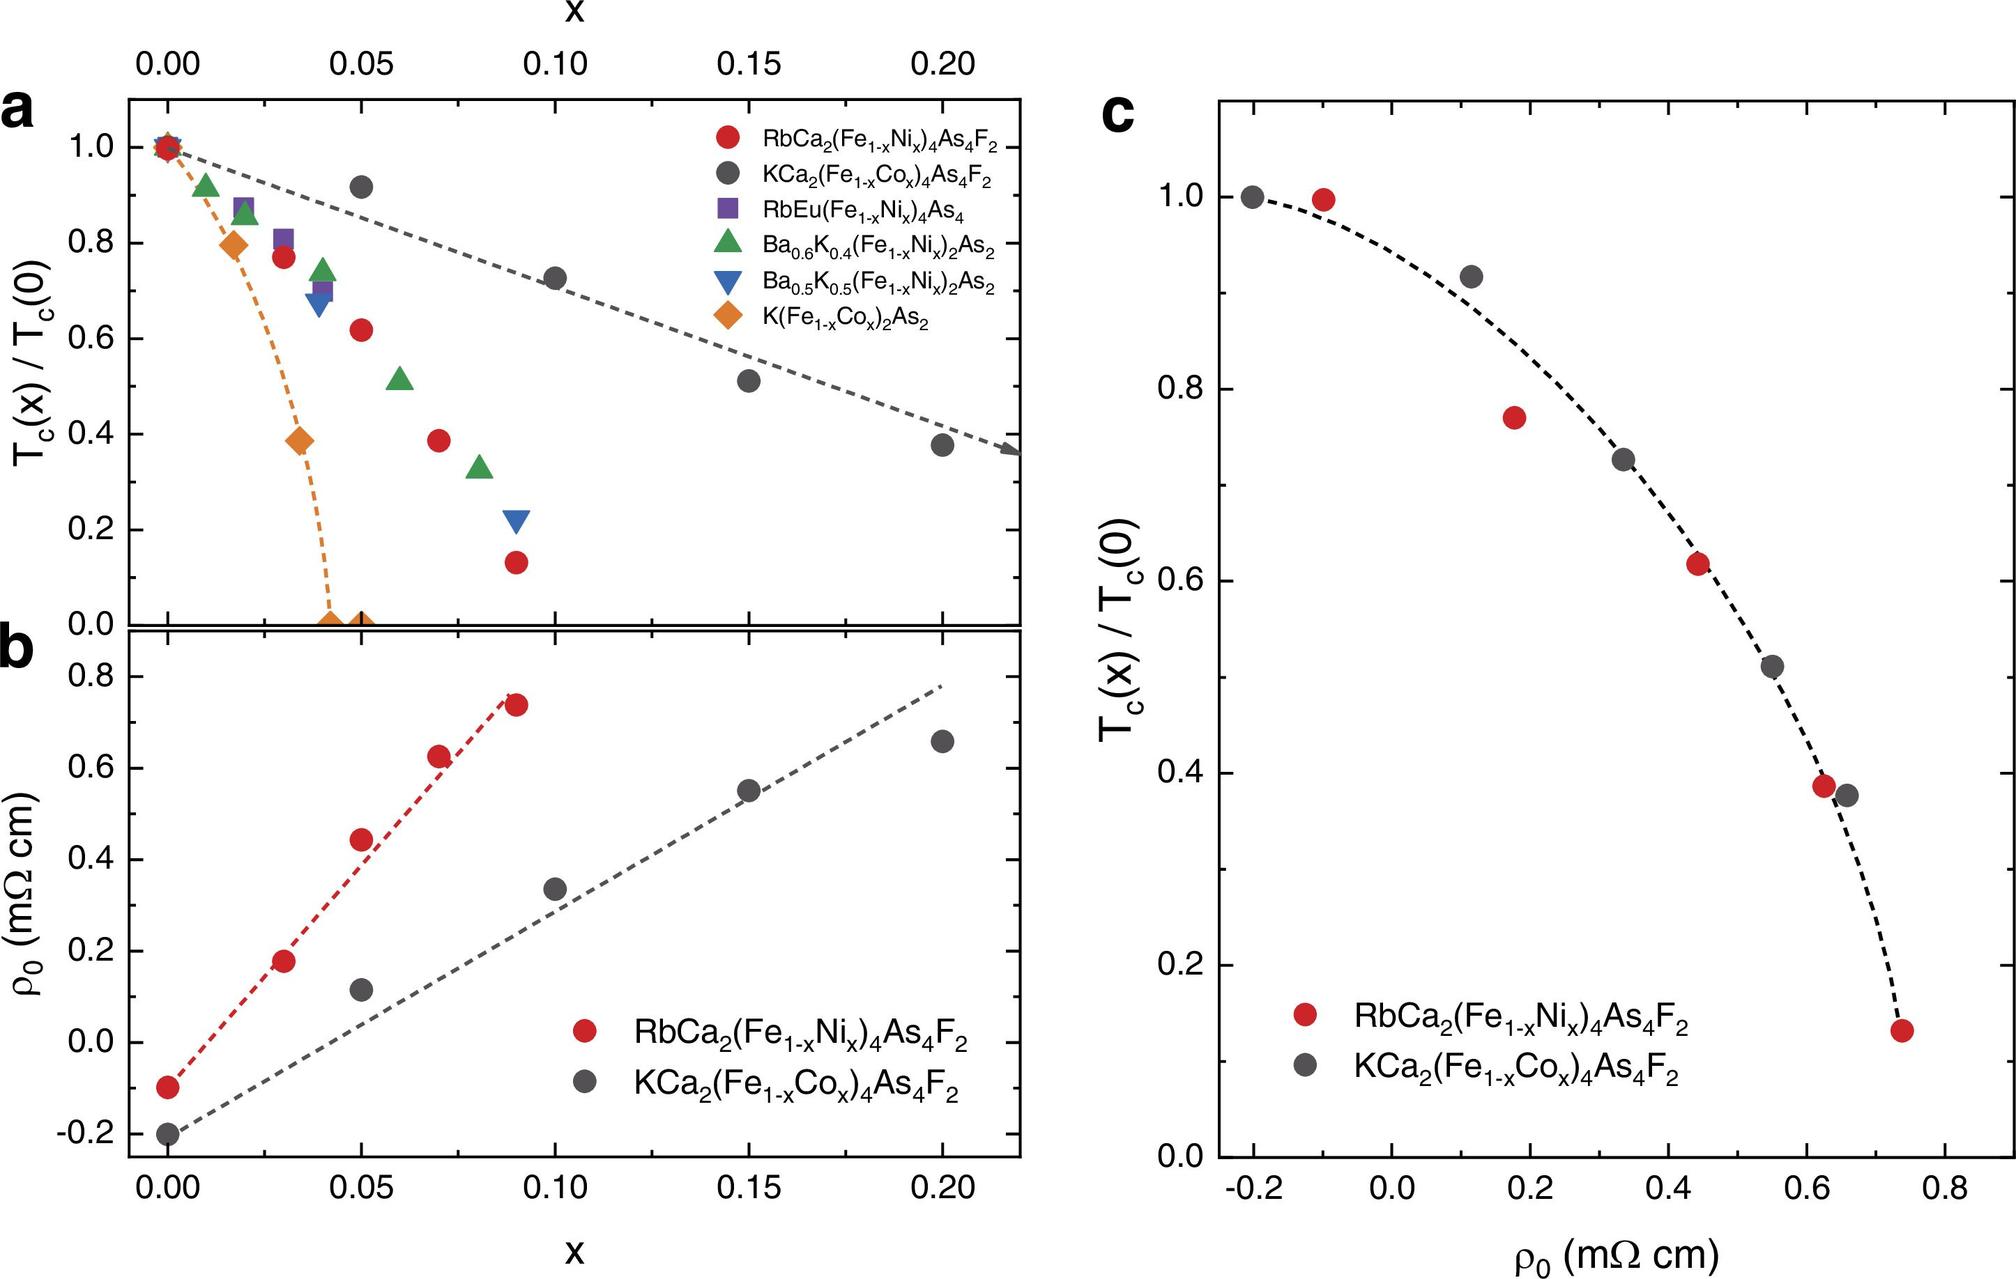 x
0.00 0.05 0.10 0.15 0.20
a
1.0
0.8
0.6
0.4
0.2
0.0
T_c(x) / T_c(0)
RbCa₂(Fe₁₋ₓNiₓ)₄As₄F₂
KCa₂(Fe₁₋ₓCoₓ)₄As₄F₂
RbEu(Fe₁₋ₓNiₓ)₄As₄
Ba₀.₆K₀.₄(Fe₁₋ₓNiₓ)₂As₂
Ba₀.₅K₀.₅(Fe₁₋ₓNiₓ)₂As₂
K(Fe₁₋ₓCoₓ)₂As₂
b
0.8
0.6
0.4
0.2
0.0
-0.2
ρ₀ (mΩ cm)
RbCa₂(Fe₁₋ₓNiₓ)₄As₄F₂
KCa₂(Fe₁₋ₓCoₓ)₄As₄F₂
0.00 0.05 0.10 0.15 0.20
x
c
1.0
0.8
0.6
0.4
0.2
0.0
T_c(x) / T_c(0)
RbCa₂(Fe₁₋ₓNiₓ)₄As₄F₂
KCa₂(Fe₁₋ₓCoₓ)₄As₄F₂
-0.2 0.0 0.2 0.4 0.6 0.8
ρ₀ (mΩ cm)